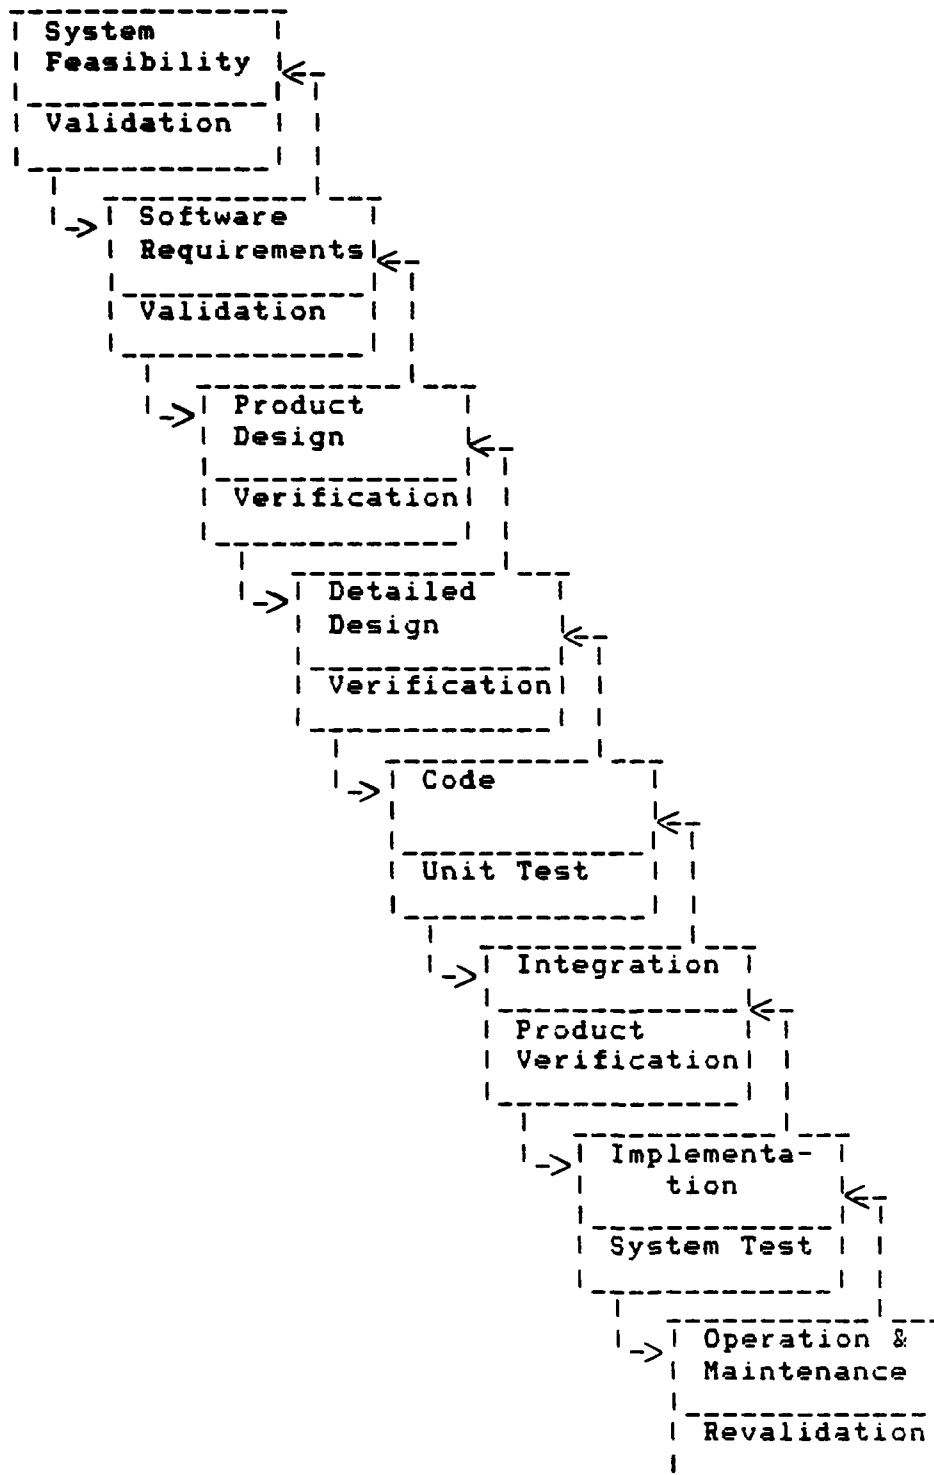 System
Feasibility
Validation
Software
Requirements
Validation
Product
Design
Verification
Detailed
Design
Verification
Code
Unit Test
Integration
Product
Verification
Implementa-
tion
System Test
Operation &
Maintenance
Revalidation